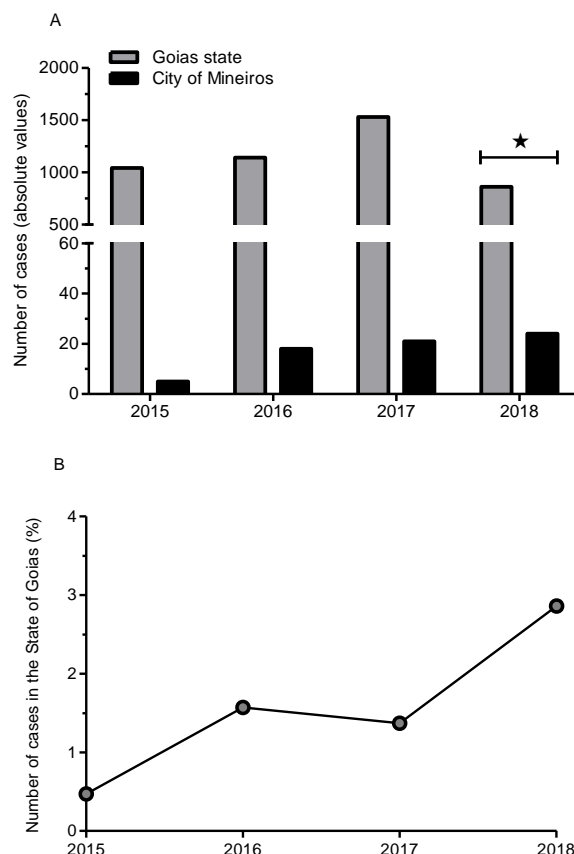 A
Goias state
City of Mineiros
Number of cases (absolute values)
2000
1500
1000
500
60
40
20
0
2015 2016 2017 2018
B
Number of cases in the State of Goias (%)
4
3
2
1
0
2015 2016 2017 2018